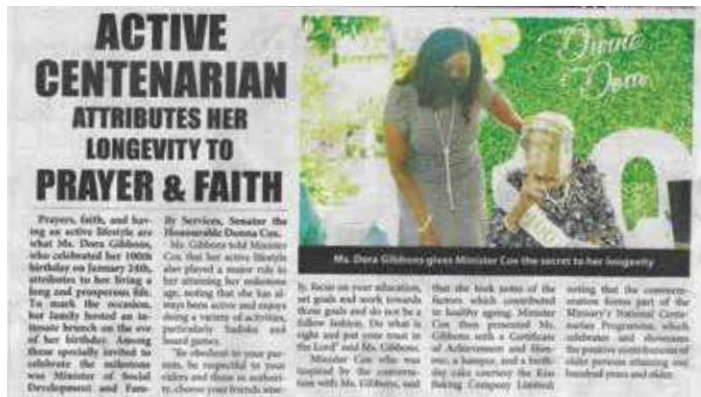 ACTIVE
CENTENARIAN
ATTRIBUTES HER
LONGEVITY TO
PRAYER & FAITH
Prayers, faith, and hav-
ing an active lifestyle are
what Ms. Dora Gibbons,
who celebrated her 100th
birthday on January 24th,
attributes to her living a
long and prosperous life.
To mark the occasion,
her family hosted an in-
timate brunch on the eve
of her birthday. Among
those specially invited to
celebrate the milestone
was Minister of Social
Development and Fam-
ily Services, Senator the
Honourable Donna Cox.
Ms. Gibbons told Minister
Cox that her active lifestyle
also played a major role in
her attaining her milestone
age, noting that she has al-
ways been active and enjoys
doing a variety of activities,
particularly Sudoku and
board games.
"Be obedient to your par-
ents, be respectful to your
elders and those in authori-
ty, choose your friends wise-
Divine
Dora
100
Ms. Dora Gibbons gives Minister Cox the secret to her longevity
ly, focus on your education,
set goals and work towards
those goals and do not be a
follow fashion. Do what is
right and put your trust in
the Lord" said Ms. Gibbons.
Minister Cox who was
inspired by the conversa-
tion with Ms. Gibbons, said
that she took notes of the
factors which contributed
to healthy ageing. Minister
Cox then presented Ms.
Gibbons with a Certificate
of Achievement and Hon-
our, a hamper, and a birth-
day cake courtesy the Kiss
Baking Company Limited,
noting that the commem-
oration forms part of the
Ministry's National Cente-
narian Programme, which
celebrates and showcases
the positive contributions of
older persons attaining one
hundred years and older.